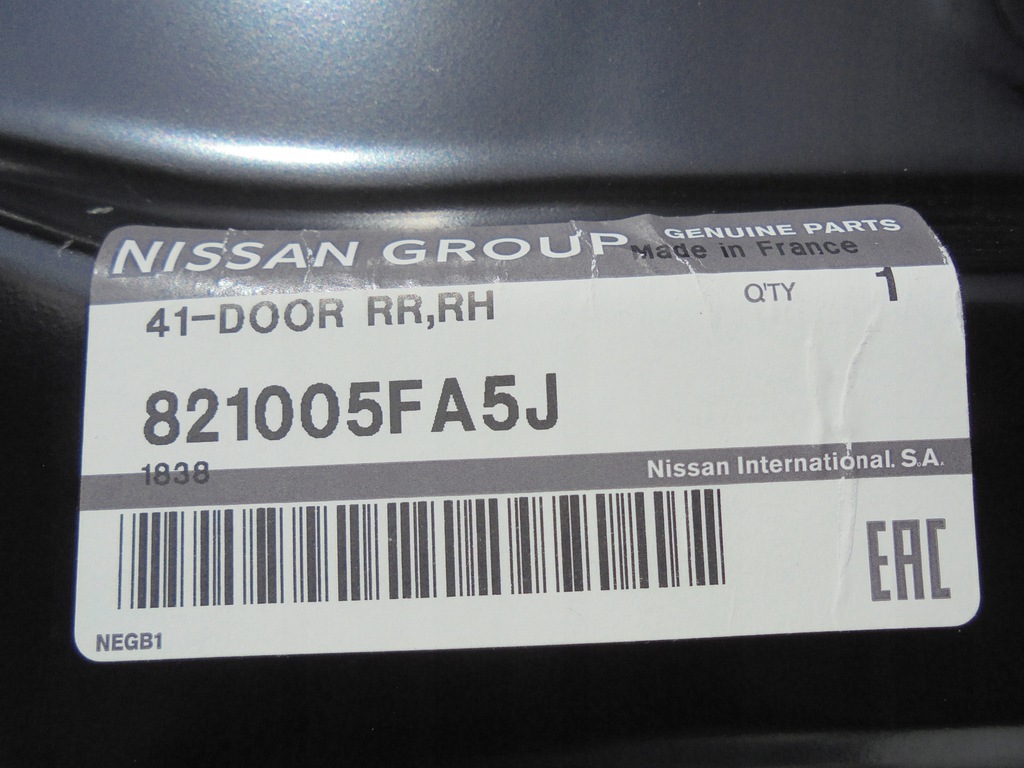 NISSAN GROUP GENUINE PARTS
Made in France
41-DOOR RR,RH Q'TY 1
821005FA5J
1838 Nissan International. S.A.
EAC
NEGB1